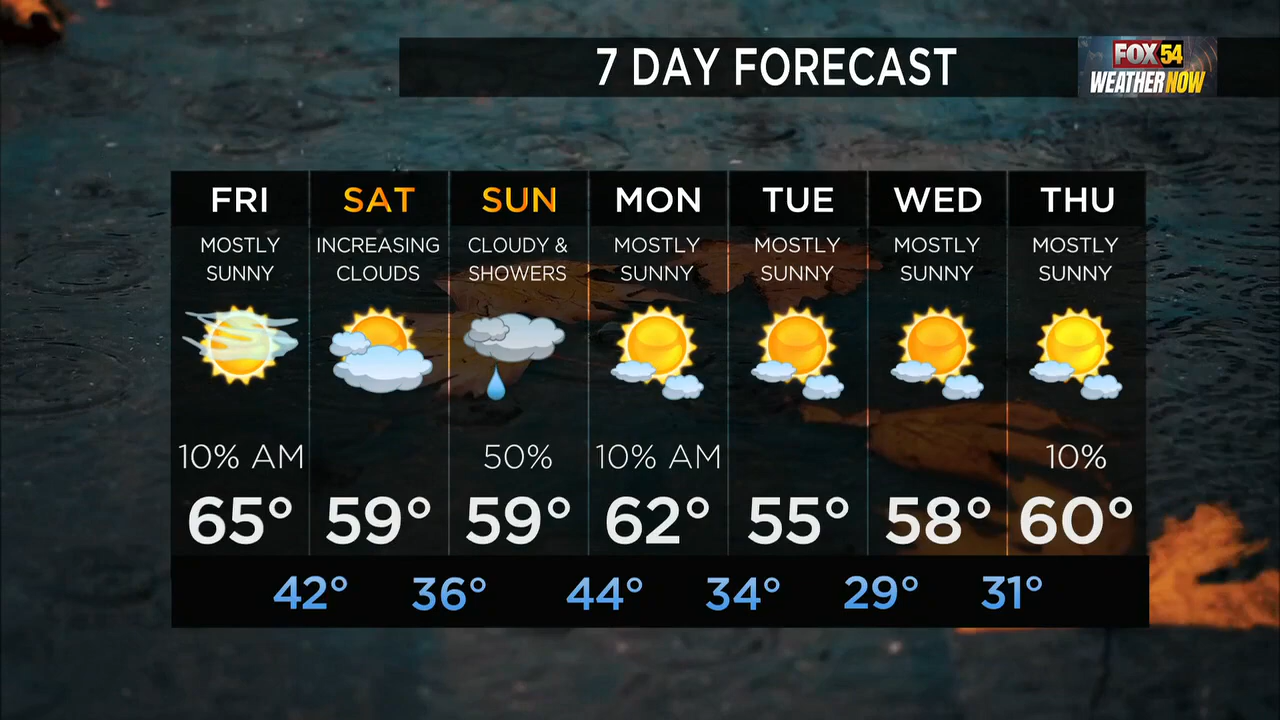 7 DAY FORECAST
FOX 54
WEATHER NOW
FRI SAT SUN MON TUE WED THU
MOSTLY INCREASING CLOUDY & MOSTLY MOSTLY MOSTLY MOSTLY
SUNNY CLOUDS SHOWERS SUNNY SUNNY SUNNY SUNNY
10% AM 50% 10% AM 10%
65° 59° 59° 62° 55° 58° 60°
42° 36° 44° 34° 29° 31°